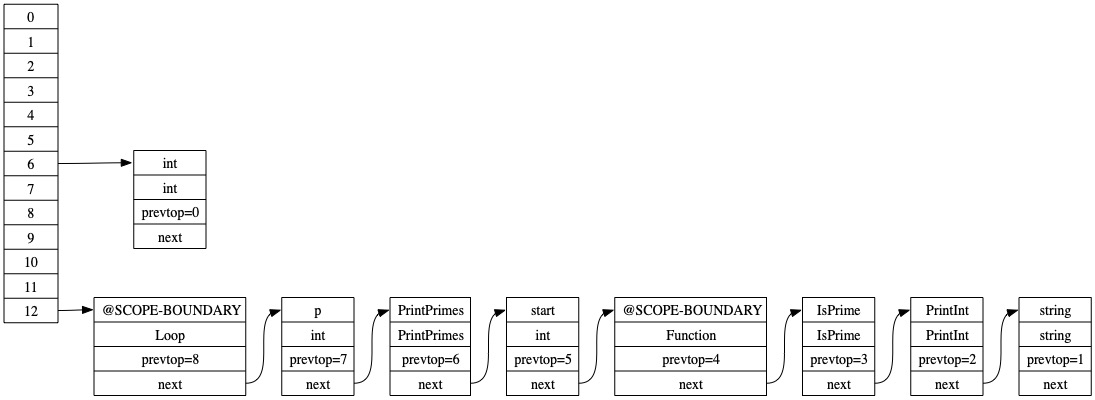 0
1
2
3
4
5
6
7
8
9
10
11
12
int
int
prevtop=0
next
@SCOPE-BOUNDARY
Loop
prevtop=8
next
p
int
prevtop=7
next
PrintPrimes
PrintPrimes
prevtop=6
next
start
int
prevtop=5
next
@SCOPE-BOUNDARY
Function
prevtop=4
next
IsPrime
IsPrime
prevtop=3
next
PrintInt
PrintInt
prevtop=2
next
string
string
prevtop=1
next